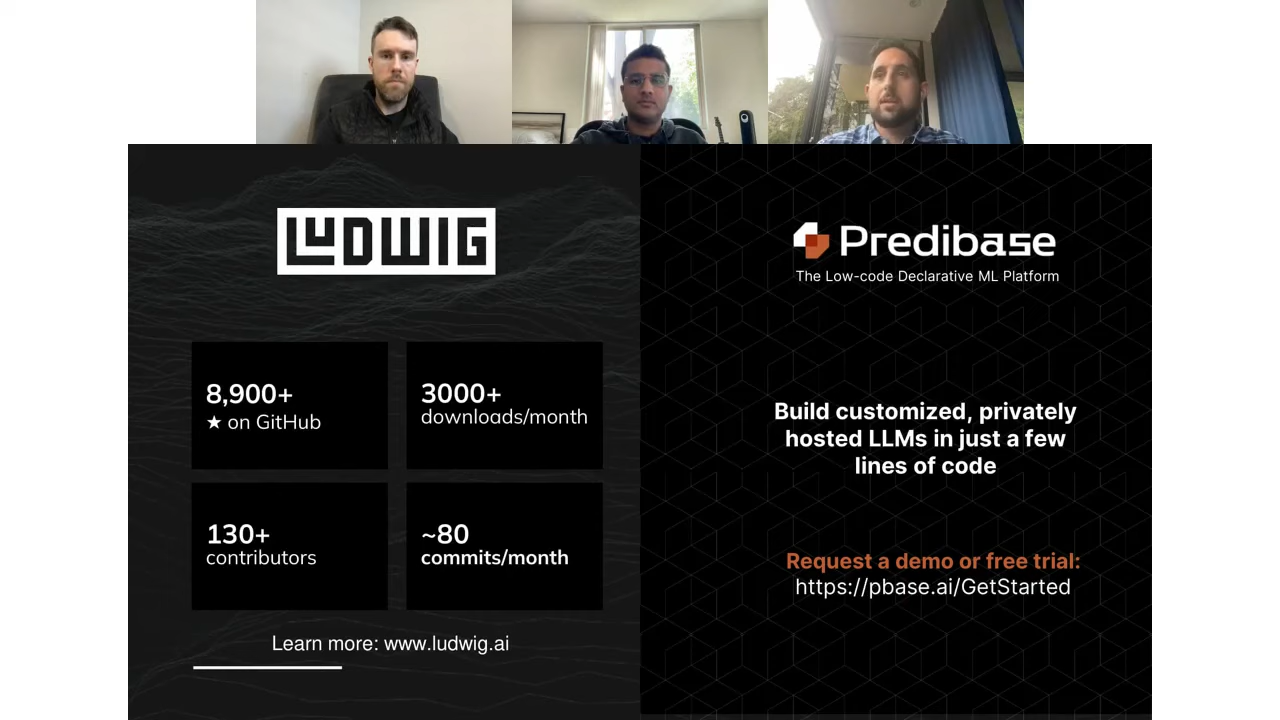 LUDWIG
8,900+
★ on GitHub
3000+
downloads/month
130+
contributors
~80
commits/month
Learn more: www.ludwig.ai
Predibase
The Low-code Declarative ML Platform
Build customized, privately
hosted LLMs in just a few
lines of code
Request a demo or free trial:
https://pbase.ai/GetStarted